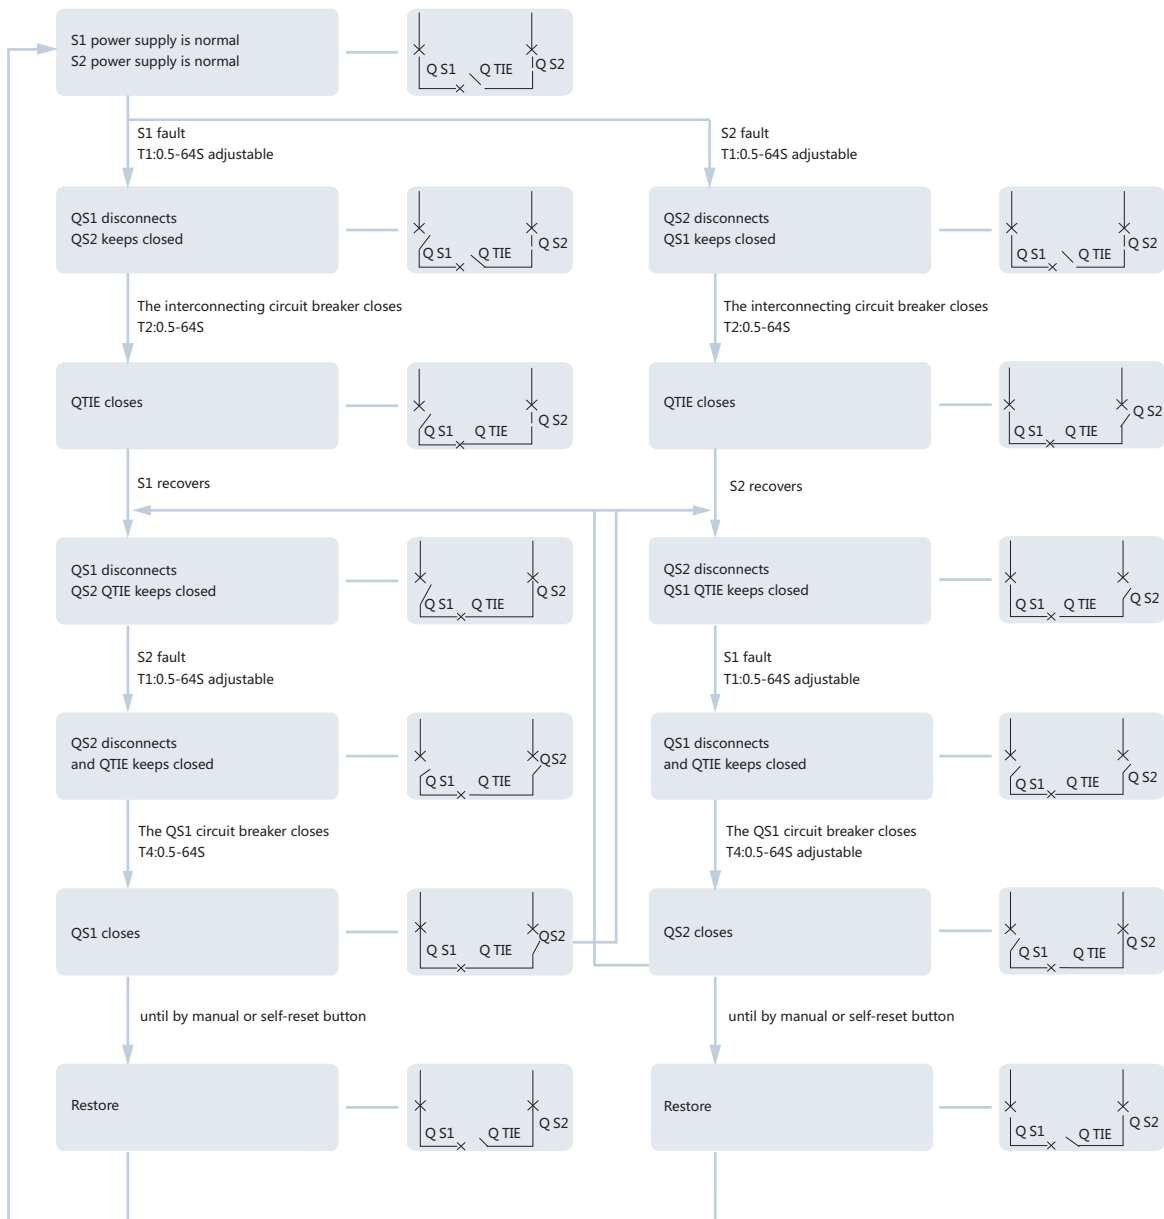 S1 power supply is normal
S2 power supply is normal
Q S1
Q TIE
Q S2
S1 fault
T1:0.5-64S adjustable
S2 fault
T1:0.5-64S adjustable
QS1 disconnects
QS2 keeps closed
Q S1
Q TIE
Q S2
QS2 disconnects
QS1 keeps closed
Q S1
Q TIE
Q S2
The interconnecting circuit breaker closes
T2:0.5-64S
The interconnecting circuit breaker closes
T2:0.5-64S
QTIE closes
Q S1
Q TIE
Q S2
QTIE closes
Q S1
Q TIE
Q S2
S1 recovers
S2 recovers
QS1 disconnects
QS2 QTIE keeps closed
Q S1
Q TIE
Q S2
QS2 disconnects
QS1 QTIE keeps closed
Q S1
Q TIE
Q S2
S2 fault
T1:0.5-64S adjustable
S1 fault
T1:0.5-64S adjustable
QS2 disconnects
and QTIE keeps closed
Q S1
Q TIE
QS2
QS1 disconnects
and QTIE keeps closed
Q S1
Q TIE
Q S2
The QS1 circuit breaker closes
T4:0.5-64S
The QS1 circuit breaker closes
T4:0.5-64S adjustable
QS1 closes
Q S1
Q TIE
QS2
QS2 closes
Q S1
Q TIE
Q S2
until by manual or self-reset button
until by manual or self-reset button
Restore
Q S1
Q TIE
Q S2
Restore
Q S1
Q TIE
Q S2